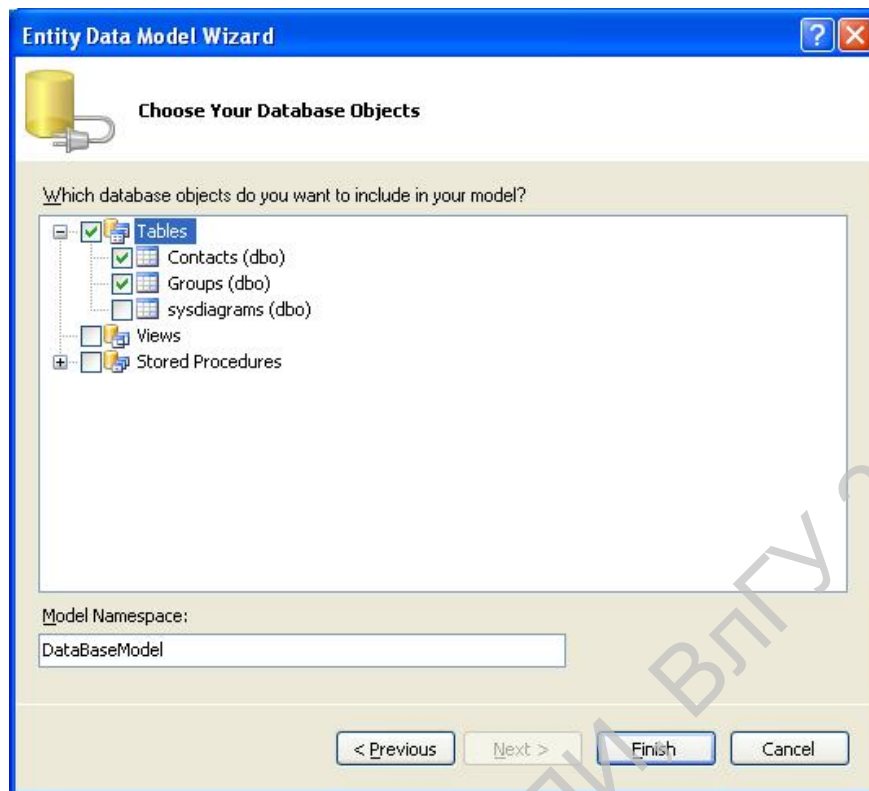 Entity Data Model Wizard
Choose Your Database Objects
Which database objects do you want to include in your model?
Tables
Contacts (dbo)
Groups (dbo)
sysdiagrams (dbo)
Views
Stored Procedures
Model Namespace:
DataBaseModel
< Previous Next > Finish Cancel
ВлГУ